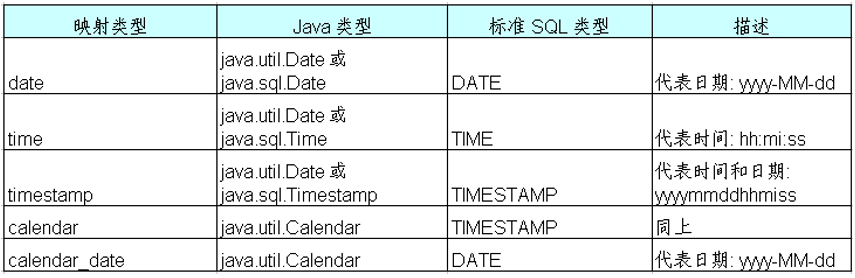 映射类型 Java 类型 标准 SQL 类型 描述
java.util.Date 或
date java.sql.Date DATE 代表日期: yyyy-MM-dd
java.util.Date 或
time java.sql.Time TIME 代表时间: hh:mi:ss
java.util.Date 或 代表时间和日期:
timestamp java.sql.Timestamp TIMESTAMP yyyymmddhhmiss
calendar java.util.Calendar TIMESTAMP 同上
calendar_date java.util.Calendar DATE 代表日期: yyyy-MM-dd